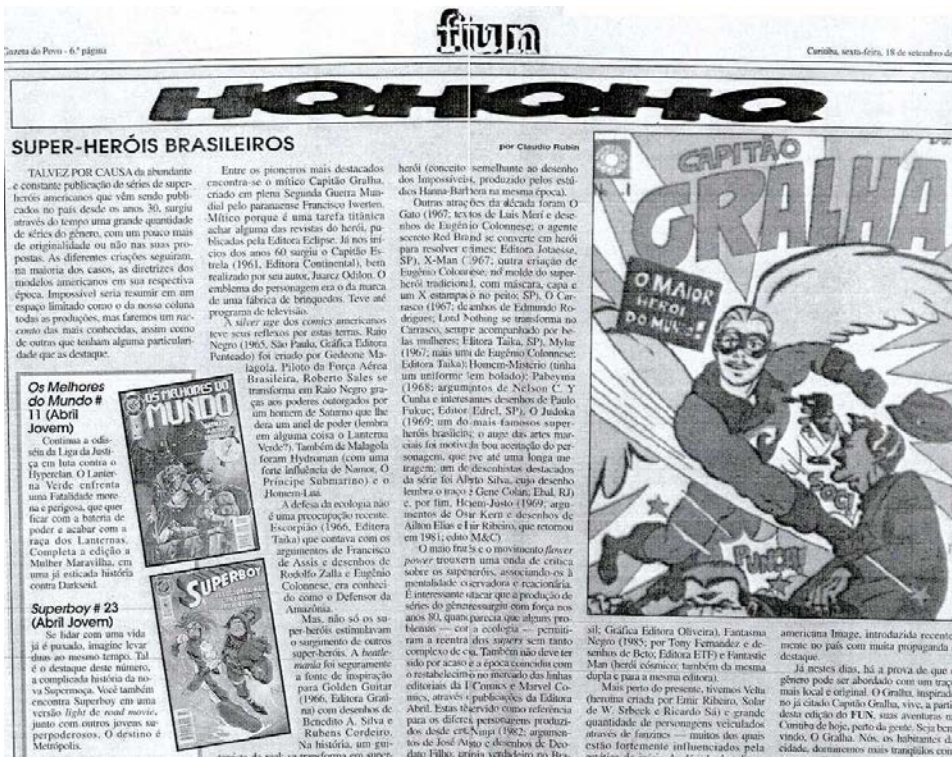 Gazeta do Povo - 6.ª página
fun
Curitiba, sexta-feira, 18 de setembro de
HQHQHQ
SUPER-HERÓIS BRASILEIROS
por Claudio Rubin
TALVEZ POR CAUSA da abundante
e constante publicação de séries de super-
heróis americanos que vêm sendo publi-
cados no país desde os anos 30, surgiu
através do tempo uma grande quantidade
de séries do gênero, com um pouco mais
de originalidade ou não nas suas pro-
postas. As diferentes criações seguiram,
na maioria dos casos, as diretrizes dos
modelos americanos em sua respectiva
época. Impossível seria resumir em um
espaço limitado como o da nosso coluna
todas as produções, mas faremos um rac-
conto das mais conhecidas, assim como
de outras que tenham alguma particulari-
dade que as destaque.
Os Melhores
do Mundo #
11 (Abril
Jovem)
Continua a odis-
séia da Liga da Justi-
ça em luta contra o
Hyperclan. O Lanter-
na Verde enfrenta
uma Fatalidade more-
na e perigosa, que quer
ficar com a bateria de
poder e acabar com a
raça dos Lanternas.
Completa a edição a
Mulher Maravilha, em
uma já esticada história
contra Darkseid.
Superboy # 23
(Abril Jovem)
Se lidar com uma vida
já é puxado, imagine levar
duas ao mesmo tempo. Tal
é o destaque deste número,
a complicada história da no-
va Supermoça. Você também
encontra Superboy em uma
versão light de road movie,
junto com outros jovens su-
perpoderosos. O destino é
Metrópolis.
OS MELHORES DO
MUNDO
SUPERBOY
Entre os pioneiros mais destacados
encontra-se o mítico Capitão Gralha,
criado em plena Segunda Guerra Mun-
dial pelo paranaense Francisco Iwerten.
Mítico porque é uma tarefa titânica
achar alguma das revistas do herói, pu-
blicadas pela Editora Eclipse. Já nos iní-
cios dos anos 60 surgiu o Capitão Es-
trela (1961, Editora Continental), bem
realizado por seu autor, Juarez Odilon. O
emblema do personagem era o da marca
de uma fábrica de brinquedos. Teve até
programa de televisão.
A silver age dos comics americanos
teve seus reflexos por estas terras. Raio
Negro (1965, São Paulo, Gráfica Editora
Penteado) foi criado por Gedeone Ma-
lagola. Piloto da Força Aérea
Brasileira, Roberto Sales se
transforma em Raio Negro gra-
ças aos poderes outorgados por
um homem de Saturno que lhe
dera um anel de poder (lembra
em alguma coisa o Lanterna
Verde?). Também de Malagola
foram Hydroman (com uma
forte influência de Namor, O
Príncipe Submarino) e o
Homem-Lua.
A defesa da ecologia não
é uma preocupação recente.
Escorpião (1966, Editora
Taika) que contava com os
argumentos de Francisco
de Assis e desenhos de
Rodolfo Zalla e Eugênio
Colonnese, era conheci-
do como o Defensor da
Amazônia.
Mas, não só os su-
per-heróis estimulavam
o surgimento de outros
super-heróis. A beatle-
mania foi seguramente
a fonte de inspiração
para Golden Guitar
(1966, Editora Grafi-
na) com desenhos de
Benedito A. Silva e
Rubens Cordeiro.
Na história, um gui-
herói (conceito semelhante ao desenho
dos Impossíveis, produzido pelos estú-
dios Hanna-Barbera na mesma época).
Outras atrações da década foram O
Gato (1967; textos de Luis Meri e dese-
nhos de Eugênio Colonnese; o agente
secreto Red Brand se converte em herói
para resolver crimes; Editora Jotaesse,
SP), X-Man (1967; outra criação de
Eugênio Colonnese, no molde do super-
herói tradicional, com máscara, capa e
um X estampado no peito; SP), O Car-
rasco (1967; desenhos de Edmundo Ro-
drigues; Lord Nothing se transforma no
Carrasco, sempre acompanhado por be-
las mulheres; Editora Taika, SP), Mylar
(1967; mais uma de Eugênio Colonnese;
Editora Taika); Homem-Mistério (tinha
um uniforme em bolado); Pabeyma
(1968; argumentos de Nelson C. Y
Cunha e interessantes desenhos de Paulo
Fukue; Editor Edrel, SP), O Judoka
(1969; um do mais famosos super-
heróis brasileiros; o auge das artes mar-
ciais foi motivo da boa aceitação do per-
sonagem, que teve até uma longa me-
tragem; um de desenhistas destacados
da série foi Silva, cujo desenho
lembra o traço Gene Colan; Ebal, RJ)
e, por fim, Homem-Justo (1969; argu-
mentos de Kern e desenhos de
Ailton Elias e Ribeiro, que retornou
em 1981, M&C)
O maio e o movimento flower
power trouxeram uma onda de crítica
sobre os super-heróis, associando-os à
mentalidade conservadora e reacionária.
É interessante destacar que a produção de
séries do gênero ressurgiu com força nos
anos 80, quando parecia que alguns pro-
blemas — a ecologia — permiti-
ram a reentrada dos supers sem tanto
complexo de Também não deve ter
sido por acaso a época coincidiu com
o restabelecimento no mercado das linhas
editoriais da Comics e Marvel Co-
mics, através publicações da Editora
Abril. Estas servido como referência
para os diferentes personagens produzi-
dos desde então. Ninja (1982; argumen-
tos de José e desenhos de Deo-
dato Filho;
CAPITÃO
GRALHA
O MAIOR
HERÓI
DO MUNDO!
SOC!
PUNCH!
sil; Gráfica Editora Oliveira), Fantasma
Negro (1985; por Tony Fernandez e de-
senhos de Beto; Editora ETF) e Fantastic
Man (herói cósmico; também da mesma
dupla e para a mesma editora).
Mais perto do presente, tivemos Velta
(heroína criada por Emir Ribeiro, Solar
de W. Strbeck e Ricardo Sá) e grande
quantidade de personagens veiculados
através de fanzines — muitos dos quais
estão fortemente influenciados pela
americana Image, introduzida recente-
mente no país com muita propaganda
destaque.
Já nestes dias, há a prova de que o
gênero pode ser abordado com um traço
mais local e original. O Gralha, inspirado
no já citado Capitão Gralha, vive, a partir
desta edição do FUN, suas aventuras na
Curitiba de hoje, perto da gente. Seja bem-
vindo, O Gralha. Nós, os habitantes da
cidade, dormiremos mais tranqüilos com